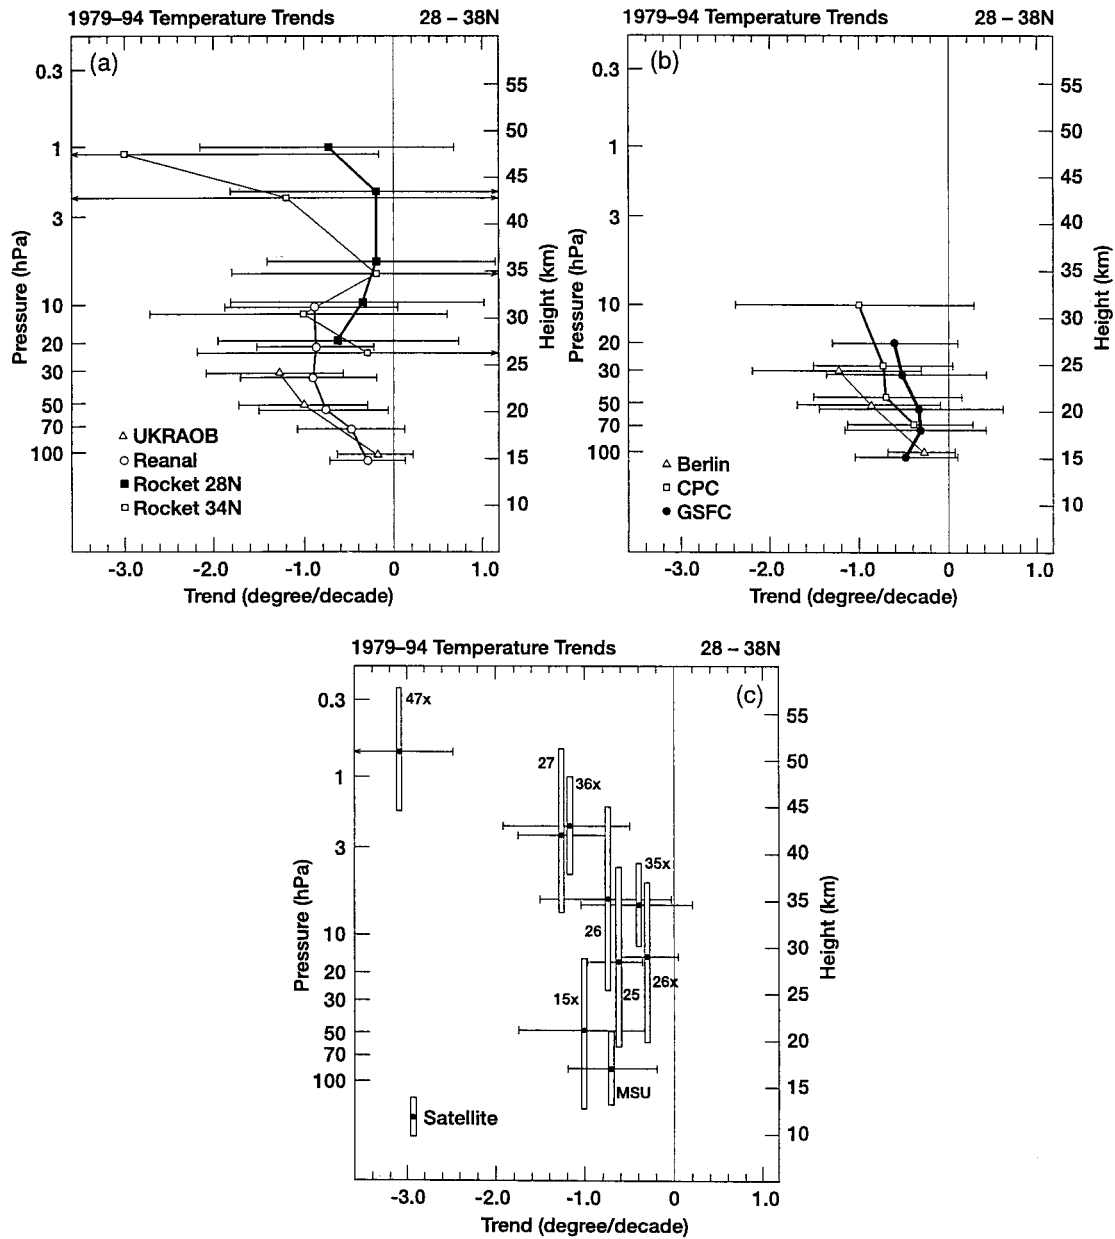 1979–94 Temperature Trends 28 – 38N
(a)
0.3
1
3
10
20
30
50
70
100
Pressure (hPa)
55
50
45
40
35
30
25
20
15
10
Height (km)
UKRAOB
Reanal
Rocket 28N
Rocket 34N
-3.0 -2.0 -1.0 0 1.0
Trend (degree/decade)
1979–94 Temperature Trends 28 – 38N
(b)
0.3
1
3
10
20
30
50
70
100
Pressure (hPa)
55
50
45
40
35
30
25
20
15
10
Height (km)
Berlin
CPC
GSFC
-3.0 -2.0 -1.0 0 1.0
Trend (degree/decade)
1979–94 Temperature Trends 28 – 38N
(c)
0.3
1
3
10
20
30
50
70
100
Pressure (hPa)
47x
27
36x
35x
26
26x
25
15x
MSU
Satellite
55
50
45
40
35
30
25
20
15
10
Height (km)
-3.0 -2.0 -1.0 0 1.0
Trend (degree/decade)